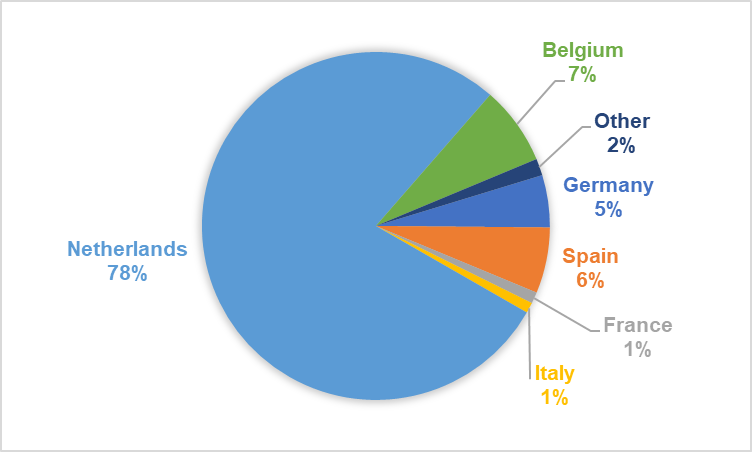 Belgium
7%
Other
2%
Germany
5%
Netherlands
78%
Spain
6%
France
1%
Italy
1%